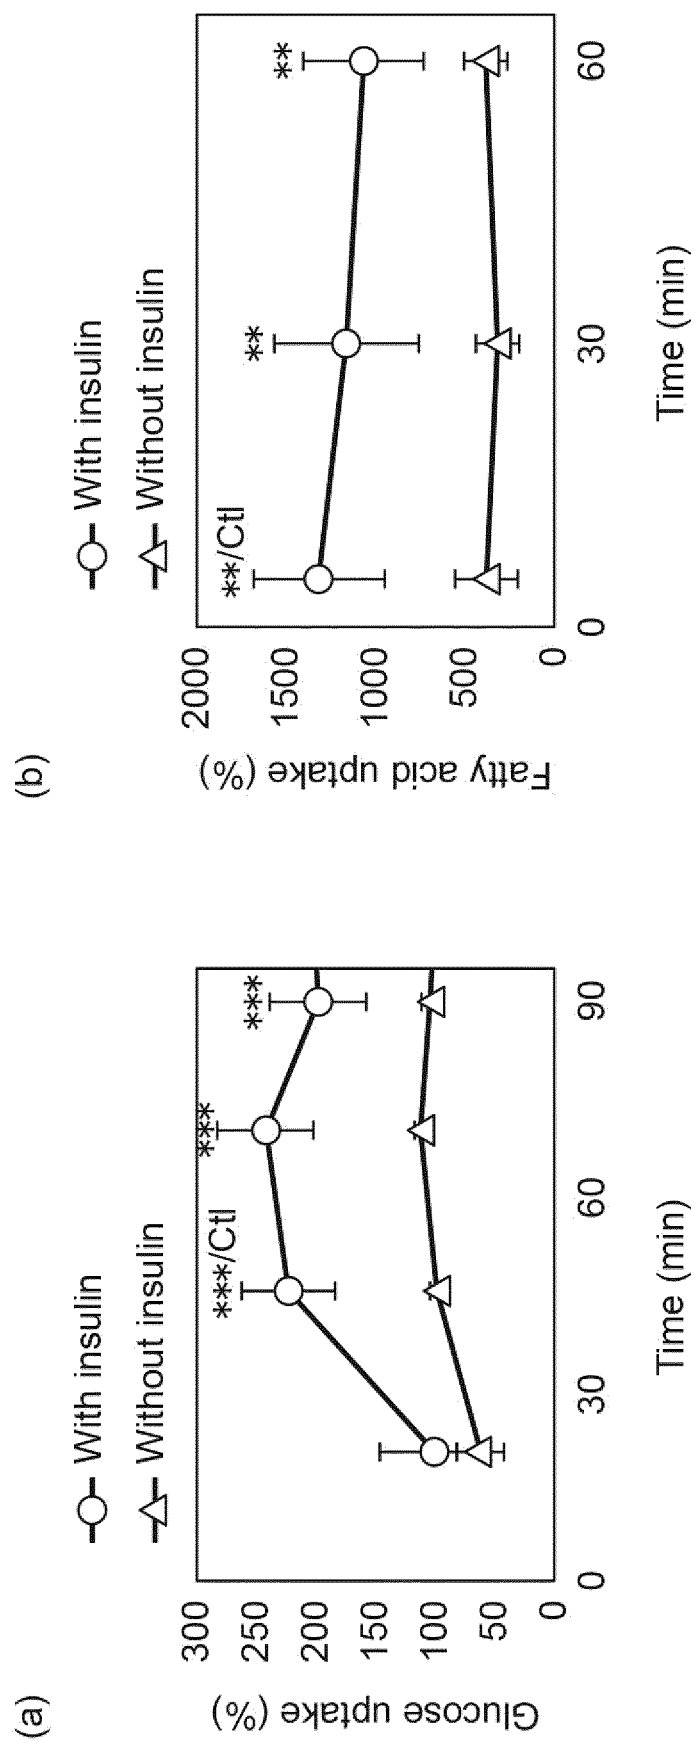 (a)
With insulin
Without insulin
Glucose uptake (%)
300
250
200
150
100
50
0
***/Ctl
***
***
0
30
60
90
Time (min)
(b)
With insulin
Without insulin
Fatty acid uptake (%)
2000
1500
1000
500
0
**/Ctl
**
**
0
30
60
Time (min)